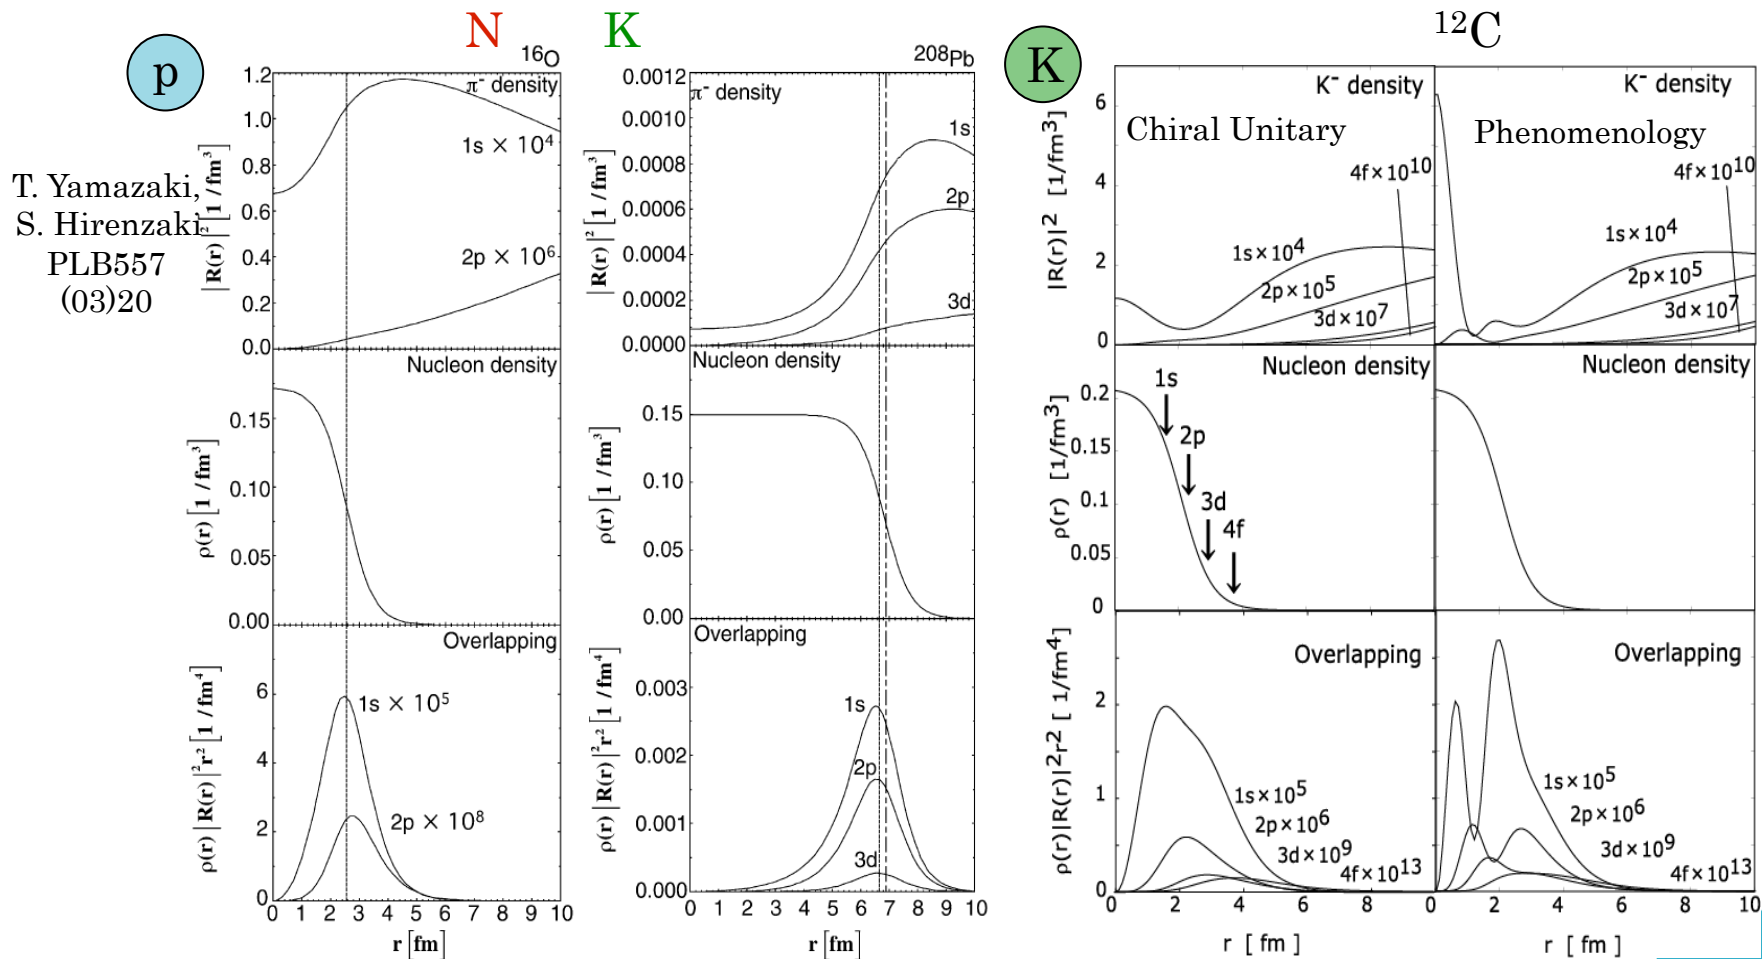 N
K
¹²C
p
K
T. Yamazaki,
S. Hirenzaki
PLB557
(03)20
¹⁶O
π⁻ density
1s × 10⁴
2p × 10⁶
|R(r)|² [1/fm³]
1.2
1.0
0.8
0.6
0.4
0.2
0.0
Nucleon density
ρ(r) [1/fm³]
0.15
0.10
0.05
0.00
Overlapping
1s × 10⁵
2p × 10⁸
ρ(r)|R(r)|²r² [1/fm⁴]
6
4
2
0
0 1 2 3 4 5 6 7 8 9 10
r [fm]
²⁰⁸Pb
π⁻ density
1s
2p
3d
|R(r)|² [1/fm³]
0.0012
0.0010
0.0008
0.0006
0.0004
0.0002
0.0000
Nucleon density
ρ(r) [1/fm³]
0.15
0.10
0.05
0.00
Overlapping
1s
2p
3d
ρ(r)|R(r)|²r² [1/fm⁴]
0.003
0.002
0.001
0.000
0 1 2 3 4 5 6 7 8 9 10
r [fm]
K⁻ density
Chiral Unitary
4f×10¹⁰
1s×10⁴
2p×10⁵
3d×10⁷
|R(r)|² [1/fm³]
6
4
2
0
Nucleon density
1s
2p
3d
4f
ρ(r) [1/fm³]
0.2
0.15
0.1
0.05
0
Overlapping
1s×10⁵
2p×10⁶
3d×10⁹
4f×10¹³
ρ(r)|R(r)|²r² [1/fm⁴]
2
1
0
0 2 4 6 8
r [ fm ]
K⁻ density
Phenomenology
4f×10¹⁰
1s×10⁴
2p×10⁵
3d×10⁷
Nucleon density
Overlapping
1s×10⁵
2p×10⁶
3d×10⁹
4f×10¹³
0 2 4 6 8 10
r [ fm ]